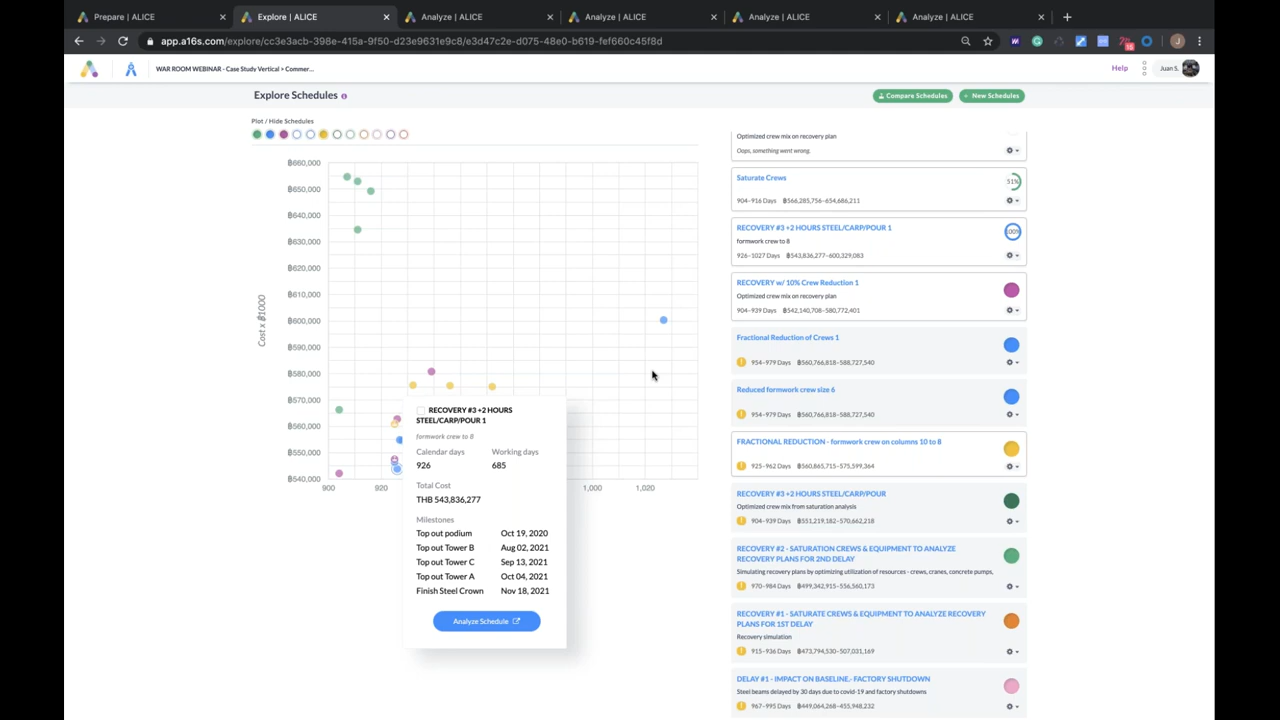 Prepare | ALICE
Explore | ALICE
Analyze | ALICE
Analyze | ALICE
Analyze | ALICE
Analyze | ALICE
app.a16s.com/explore/cc3e3acb-398e-415a-9f50-d23e9631e9c8/e3d47c2e-d075-48e0-b619-fef660c45f8d
WAR ROOM WEBINAR - Case Study Vertical > Commer...
Help
Juan S.
Explore Schedules
Compare Schedules
+ New Schedules
Plot / Hide Schedules
฿660,000
฿650,000
฿640,000
฿630,000
฿620,000
฿610,000
฿600,000
฿590,000
฿580,000
฿570,000
฿560,000
฿550,000
฿540,000
Cost x ฿1000
900
920
1,000
1,020
RECOVERY #3 +2 HOURS
STEEL/CARP/POUR 1
formwork crew to 8
Calendar days
Working days
926
685
Total Cost
THB 543,836,277
Milestones
Top out podium Oct 19, 2020
Top out Tower B Aug 02, 2021
Top out Tower C Sep 13, 2021
Top out Tower A Oct 04, 2021
Finish Steel Crown Nov 18, 2021
Analyze Schedule
Optimized crew mix on recovery plan
Oops, something went wrong.
Saturate Crews
51%
904–916 Days ฿566,285,756–654,686,211
RECOVERY #3 +2 HOURS STEEL/CARP/POUR 1
100%
formwork crew to 8
926–1027 Days ฿543,836,277–600,329,083
RECOVERY w/ 10% Crew Reduction 1
Optimized crew mix on recovery plan
904–939 Days ฿542,140,708–580,772,401
Fractional Reduction of Crews 1
954–979 Days ฿560,766,818–588,727,540
Reduced formwork crew size 6
954–979 Days ฿560,766,818–588,727,540
FRACTIONAL REDUCTION - formwork crew on columns 10 to 8
925–962 Days ฿560,865,715–575,599,364
RECOVERY #3 +2 HOURS STEEL/CARP/POUR
Optimized crew mix from saturation analysis
904–939 Days ฿551,219,182–570,662,218
RECOVERY #2 - SATURATION CREWS & EQUIPMENT TO ANALYZE
RECOVERY PLANS FOR 2ND DELAY
Simulating recovery plans by optimizing utilization of resources - crews, cranes, concrete pumps,
970–984 Days ฿499,342,915–556,560,173
RECOVERY #1 - SATURATE CREWS & EQUIPMENT TO ANALYZE RECOVERY
PLANS FOR 1ST DELAY
Recovery simulation
915–936 Days ฿473,794,530–507,031,169
DELAY #1 - IMPACT ON BASELINE,- FACTORY SHUTDOWN
Steel beams delayed by 30 days due to covid-19 and factory shutdowns
967–995 Days ฿449,064,268–455,948,232